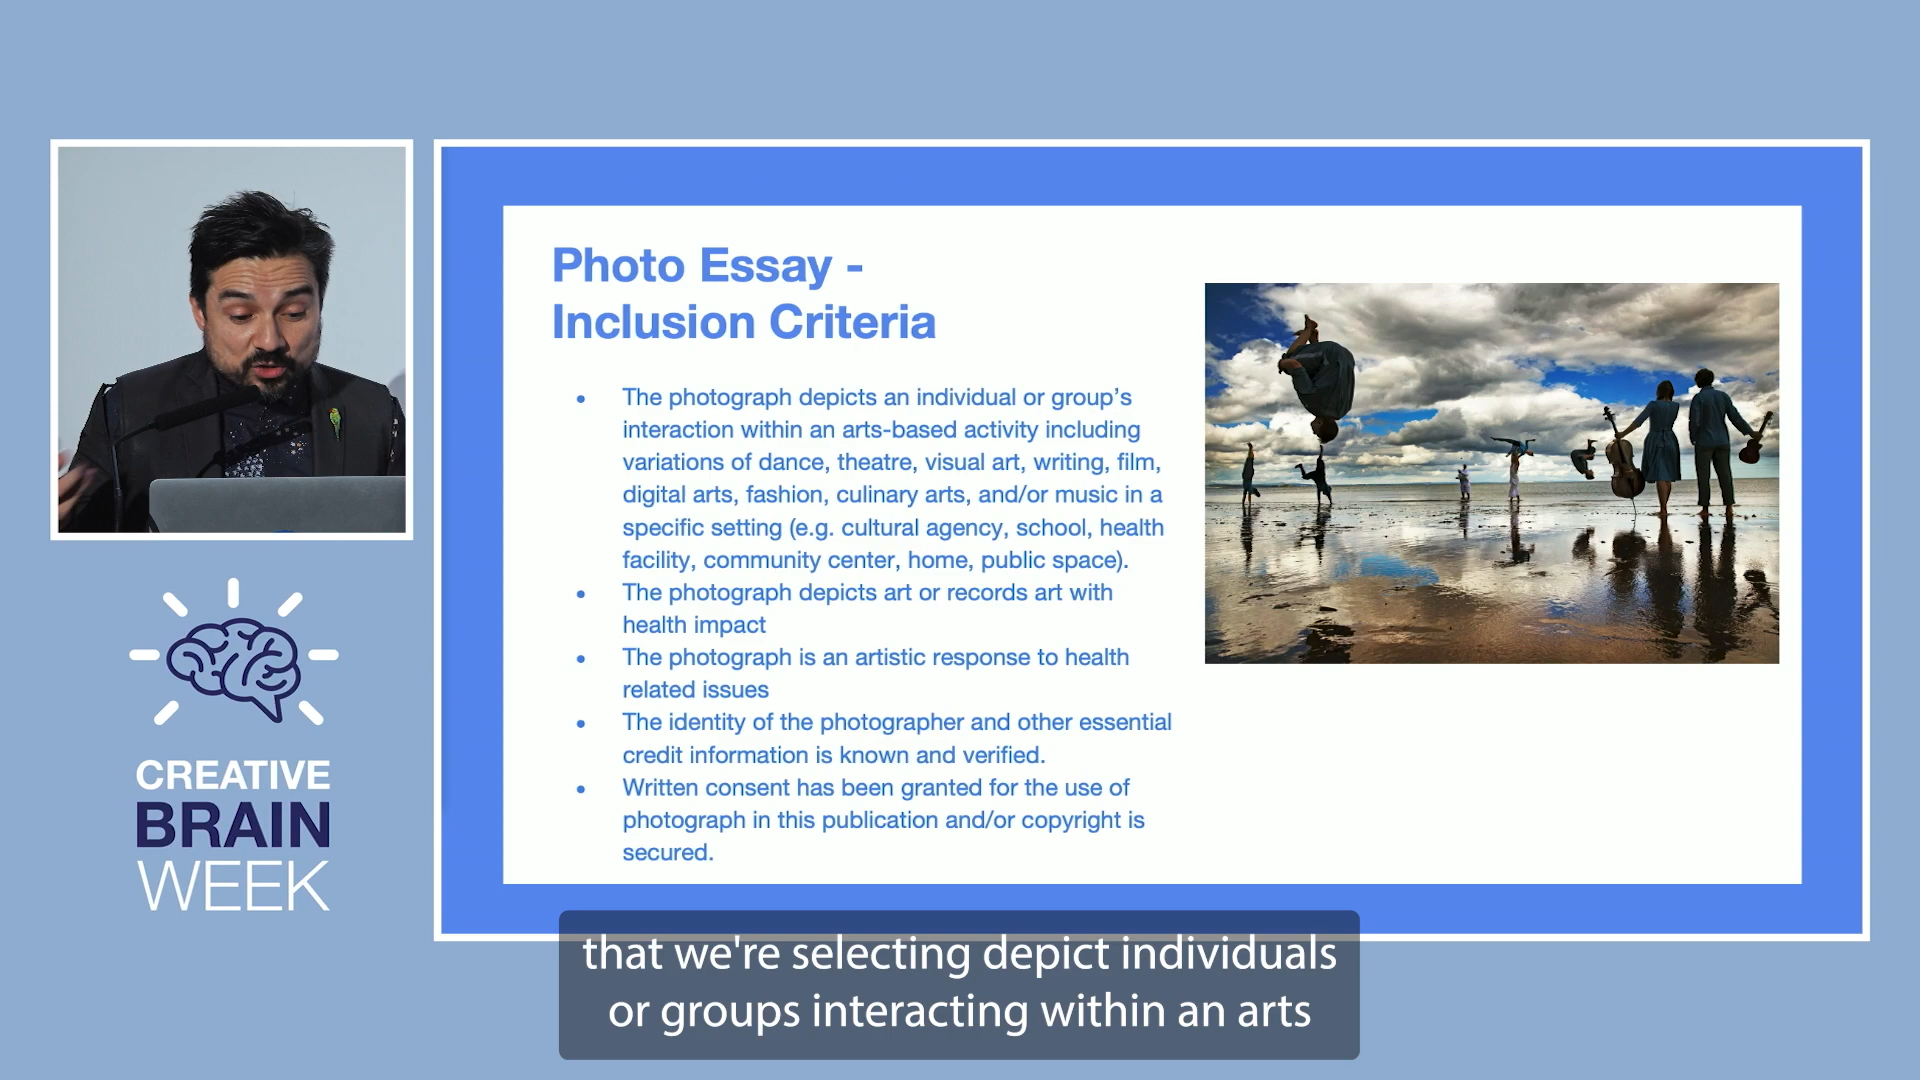 Photo Essay -
Inclusion Criteria
• The photograph depicts an individual or group’s
interaction within an arts-based activity including
variations of dance, theatre, visual art, writing, film,
digital arts, fashion, culinary arts, and/or music in a
specific setting (e.g. cultural agency, school, health
facility, community center, home, public space).
• The photograph depicts art or records art with
health impact
• The photograph is an artistic response to health
related issues
• The identity of the photographer and other essential
credit information is known and verified.
• Written consent has been granted for the use of
photograph in this publication and/or copyright is
secured.
CREATIVE
BRAIN
WEEK
that we're selecting depict individuals
or groups interacting within an arts